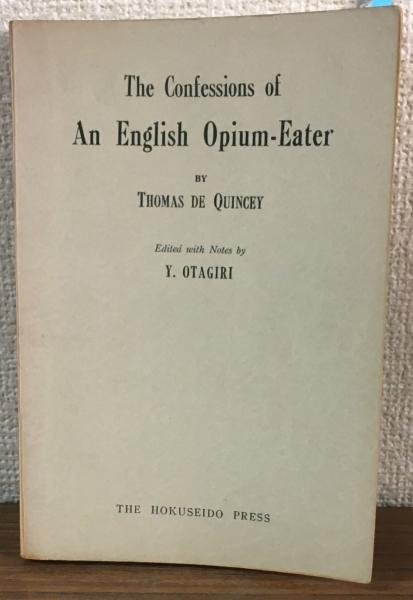 The Confessions of
An English Opium-Eater
BY
THOMAS DE QUINCEY
Edited with Notes by
Y. OTAGIRI
THE HOKUSEIDO PRESS